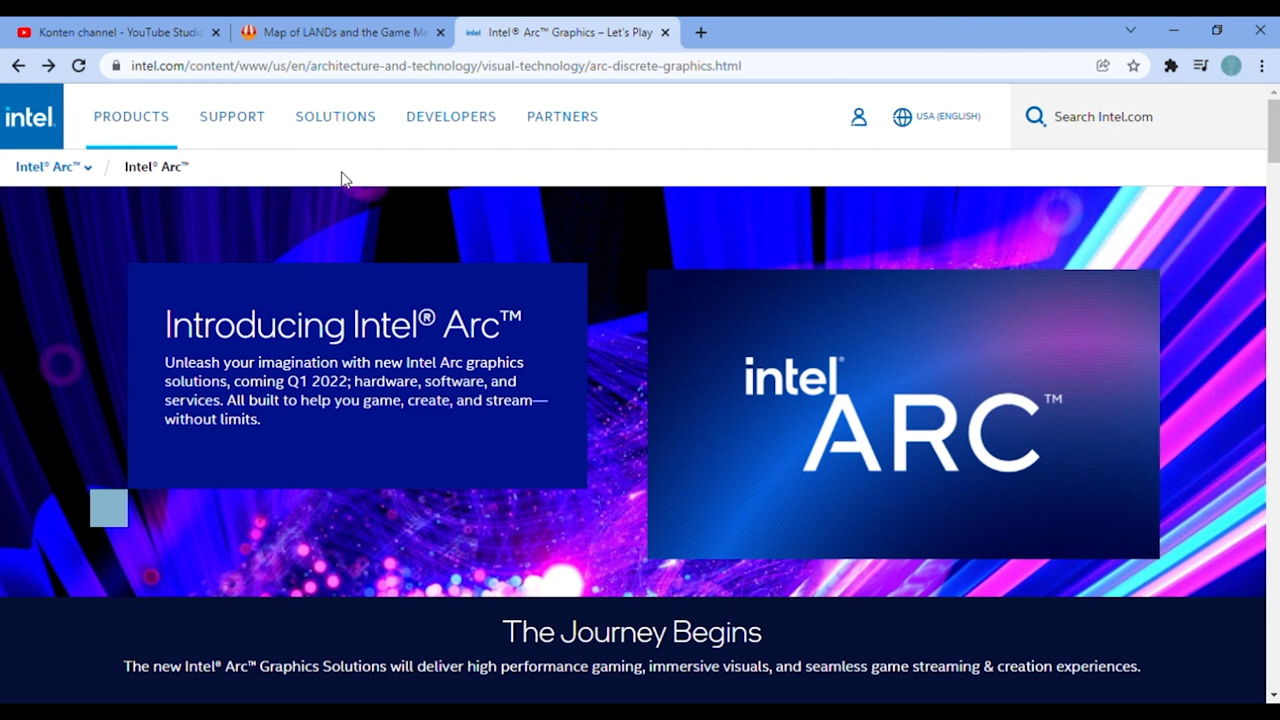 Konten channel - YouTube Studio
Map of LANDs and the Game Me
Intel® Arc™ Graphics – Let's Play
intel.com/content/www/us/en/architecture-and-technology/visual-technology/arc-discrete-graphics.html
intel.
PRODUCTS
SUPPORT
SOLUTIONS
DEVELOPERS
PARTNERS
USA (ENGLISH)
Search Intel.com
Intel® Arc™
/
Intel® Arc™
Introducing Intel® Arc™
Unleash your imagination with new Intel Arc graphics
solutions, coming Q1 2022; hardware, software, and
services. All built to help you game, create, and stream—
without limits.
intel®
ARC™
The Journey Begins
The new Intel® Arc™ Graphics Solutions will deliver high performance gaming, immersive visuals, and seamless game streaming & creation experiences.